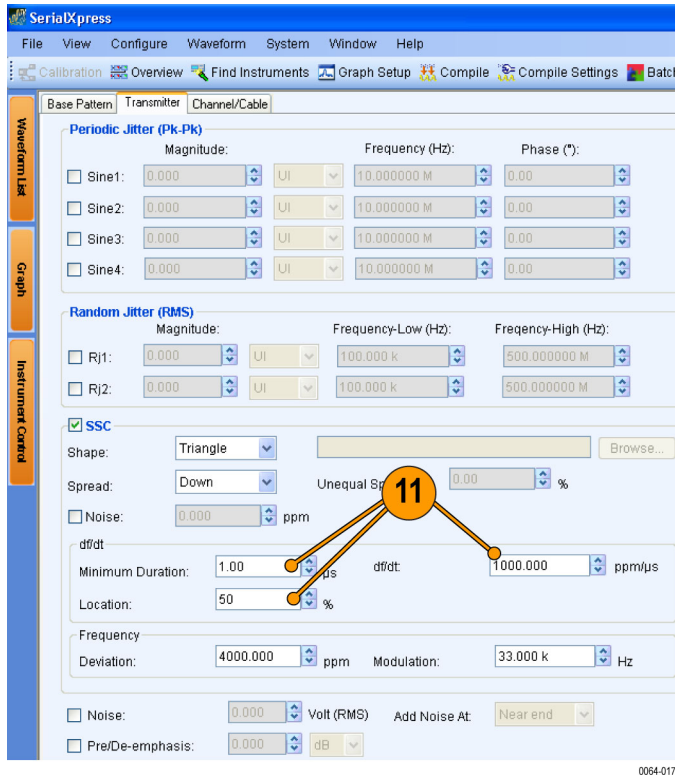 SerialXpress
File View Configure Waveform System Window Help
Calibration Overview Find Instruments Graph Setup Compile Compile Settings Batch
Base Pattern Transmitter Channel/Cable
Waveform List
Graph
Instrument Control
Periodic Jitter (Pk-Pk)
Magnitude: Frequency (Hz): Phase (°):
Sine1: 0.000 UI 10.000000 M 0.00
Sine2: 0.000 UI 10.000000 M 0.00
Sine3: 0.000 UI 10.000000 M 0.00
Sine4: 0.000 UI 10.000000 M 0.00
Random Jitter (RMS)
Magnitude: Frequency-Low (Hz): Freqency-High (Hz):
Rj1: 0.000 UI 100.000 k 500.000000 M
Rj2: 0.000 UI 100.000 k 500.000000 M
SSC
Shape: Triangle Browse...
Spread: Down Unequal 0.00 %
11
Noise: 0.000 ppm
df/dt
Minimum Duration: 1.00 µs df/dt: 1000.000 ppm/µs
Location: 50 %
Frequency
Deviation: 4000.000 ppm Modulation: 33.000 k Hz
Noise: 0.000 Volt (RMS) Add Noise At: Near end
Pre/De-emphasis: 0.000 dB
0064-017